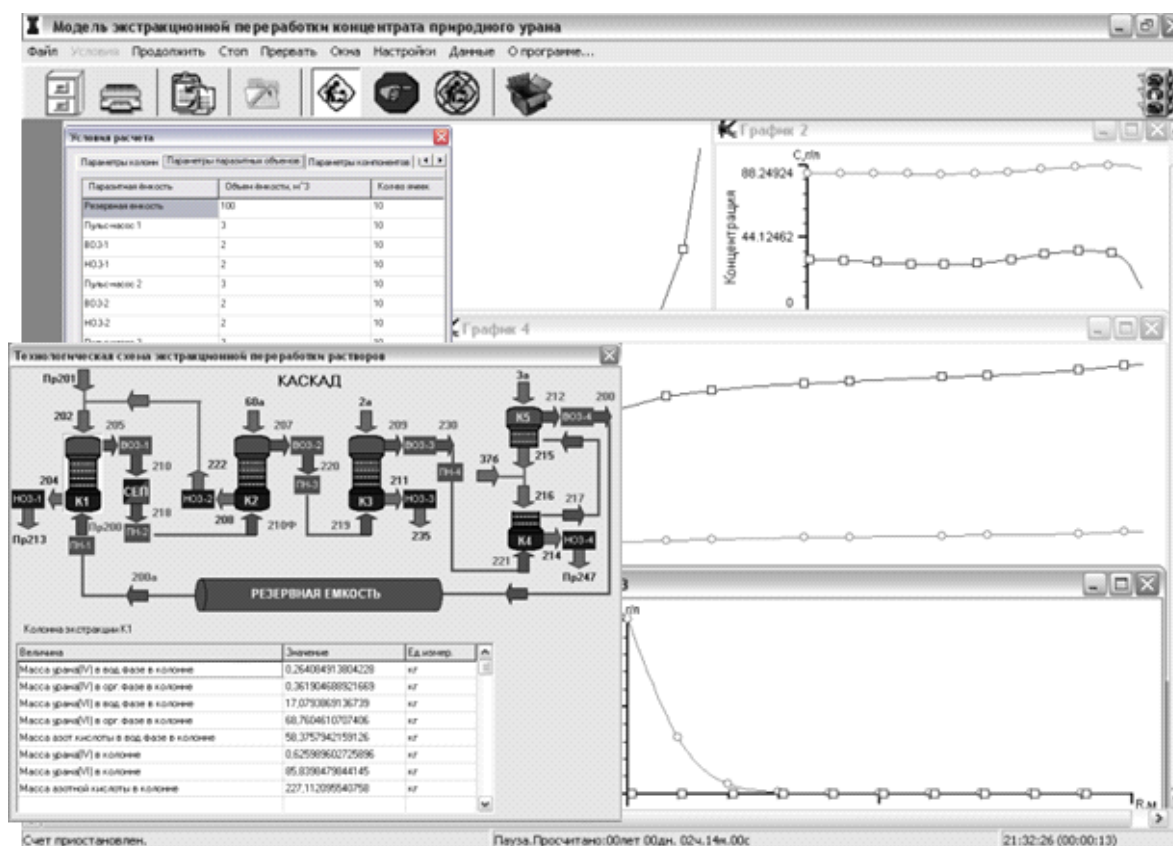 Модель экстракционной переработки концентрата природного урана
Файл Условия Продолжить Стоп Прервать Окна Настройки Данные О программе...
Условия расчета
Параметры колонн Параметры паразитных объемов Параметры компонентов
Паразитная ёмкость Объем ёмкости, м^3 Кол-во ячеек
Резервная емкость 100 10
Пульс-насос 1 3 10
ВОЗ-1 2 10
НОЗ-1 2 10
Пульс-насос 2 3 10
ВОЗ-2 2 10
НОЗ-2 2 10
График 2
C, г/л
88.24924
44.12462
0
Концентрация
График 4
3
г/л
R, м
Технологическая схема экстракционной переработки растворов
КАСКАД
Пр201
202
205
ВОЗ-1
210
СЕП
218
ПН-2
204
НОЗ-1
К1
Пр213
Пр200
ПН-1
200а
222
НОЗ-2
208
60а
207
ВОЗ-2
220
ПН-3
К2
210Ф
2а
209
ВОЗ-3
230
ПН-4
211
НОЗ-3
К3
219
235
3а
212
ВОЗ-4
200
К5
215
376
216
217
К4
НОЗ-4
214
221
Пр247
РЕЗЕРВНАЯ ЕМКОСТЬ
Колонна экстракции К1
Величина Значение Ед.измер.
Масса урана(IV) в вод. фазе в колонне 0,264084913804228 кг
Масса урана(IV) в орг. фазе в колонне 0,361904688921669 кг
Масса урана(VI) в вод. фазе в колонне 17,0793869136739 кг
Масса урана(VI) в орг. фазе в колонне 68,7604610707406 кг
Масса азот. кислоты в вод. фазе в колонне 58,3757942159126 кг
Масса урана(IV) в колонне 0,625989602725896 кг
Масса урана(VI) в колонне 85,8398479844145 кг
Масса азотной кислоты в колонне 227,112095540758 кг
Счет приостановлен.
Пауза.Просчитано:00лет 00дн. 02ч.14м.00с
21:32:26 (00:00:13)